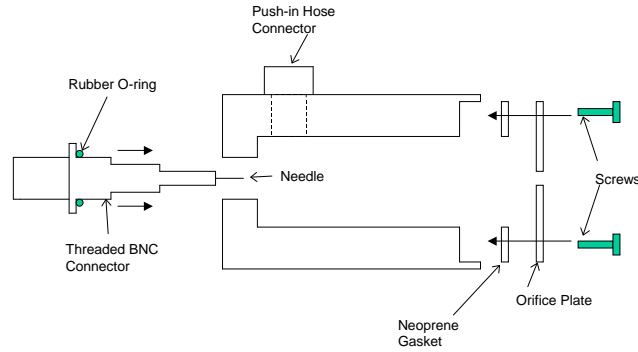 Push-in Hose
Connector
Rubber O-ring
Needle
Screws
Threaded BNC
Connector
Orifice Plate
Neoprene
Gasket